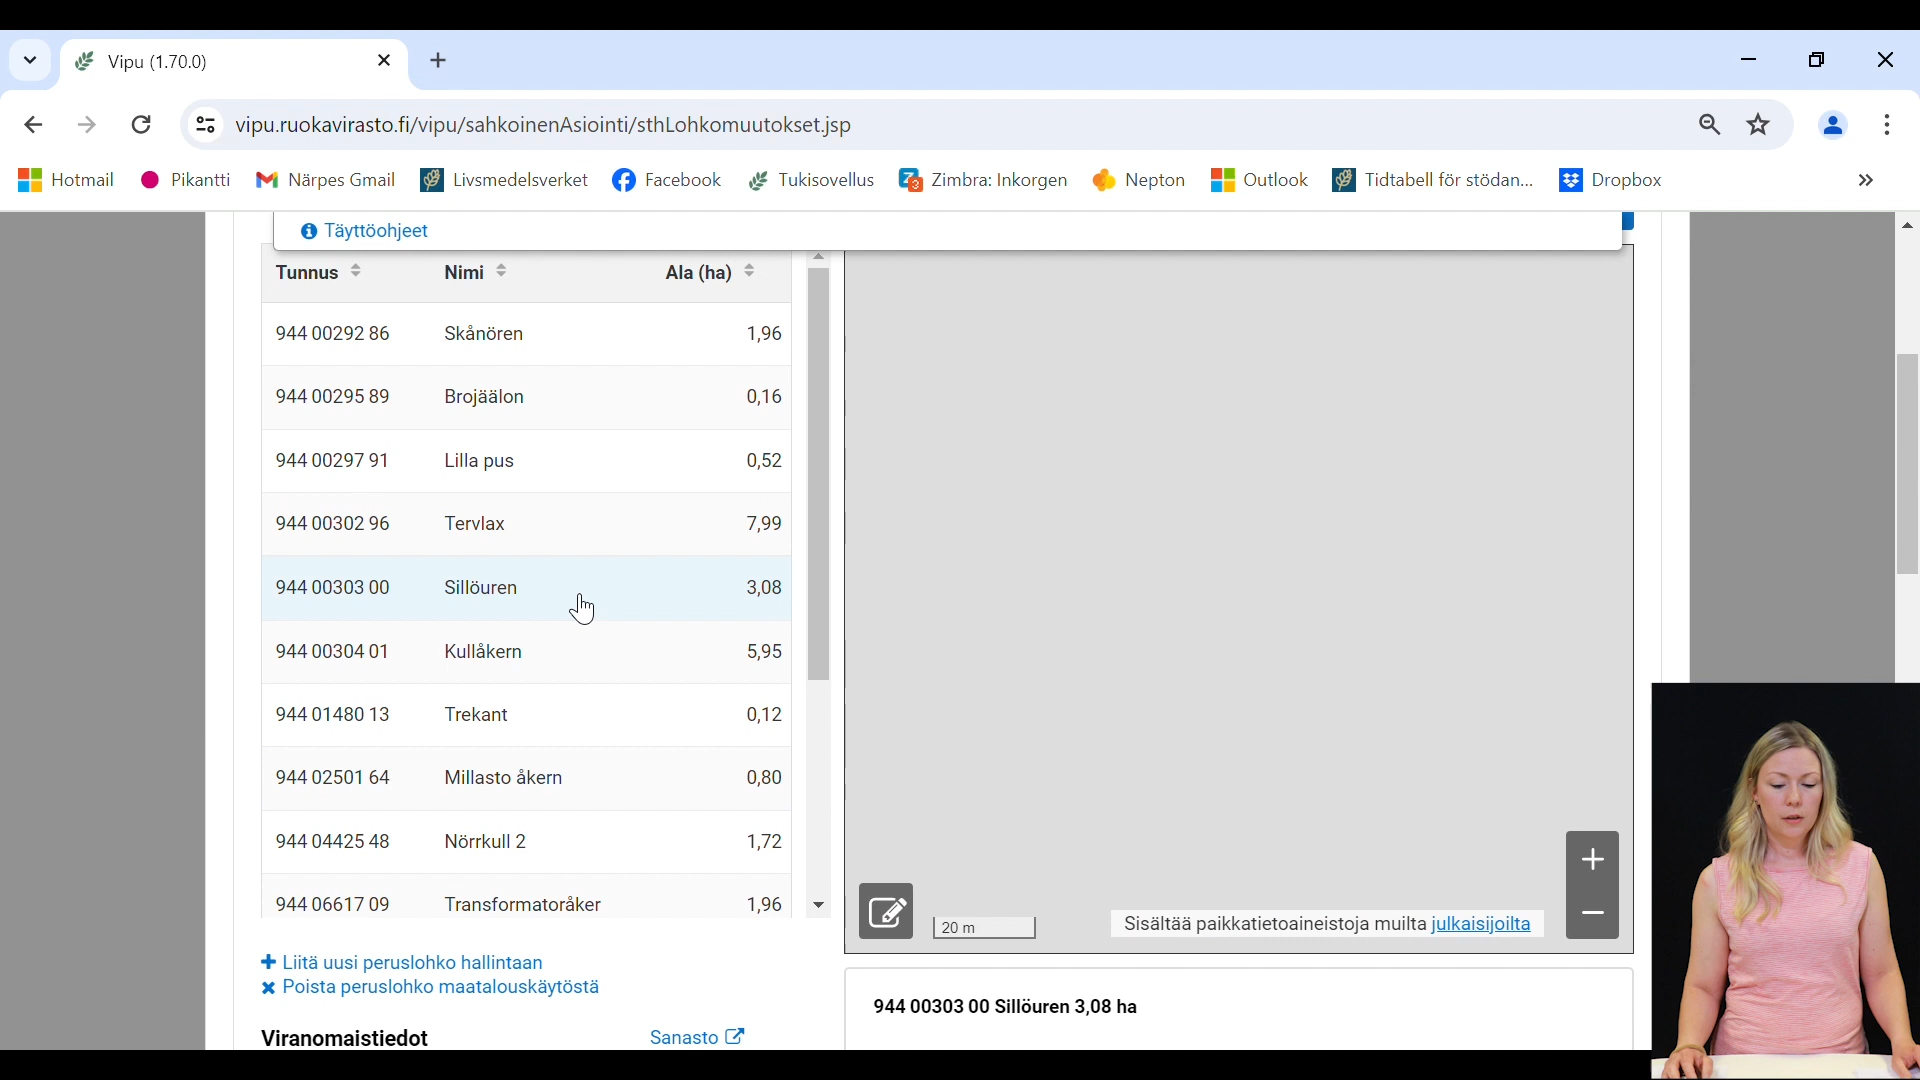 Vipu (1.70.0)
vipu.ruokavirasto.fi/vipu/sahkoinenAsiointi/sthLohkomuutokset.jsp
Hotmail Pikantti Närpes Gmail Livsmedelsverket Facebook Tukisovellus Zimbra: Inkorgen Nepton Outlook Tidtabell för stödan... Dropbox
Täyttöohjeet
Tunnus Nimi Ala (ha)
944 00292 86 Skånören 1,96
944 00295 89 Brojäälon 0,16
944 00297 91 Lilla pus 0,52
944 00302 96 Tervlax 7,99
944 00303 00 Sillöuren 3,08
944 00304 01 Kullåkern 5,95
944 01480 13 Trekant 0,12
944 02501 64 Millasto åkern 0,80
944 04425 48 Nörrkull 2 1,72
944 06617 09 Transformatoråker 1,96
20 m
Sisältää paikkatietoaineistoja muilta julkaisijoilta
Liitä uusi peruslohko hallintaan
Poista peruslohko maatalouskäytöstä
944 00303 00 Sillöuren 3,08 ha
Viranomaistiedot Sanasto